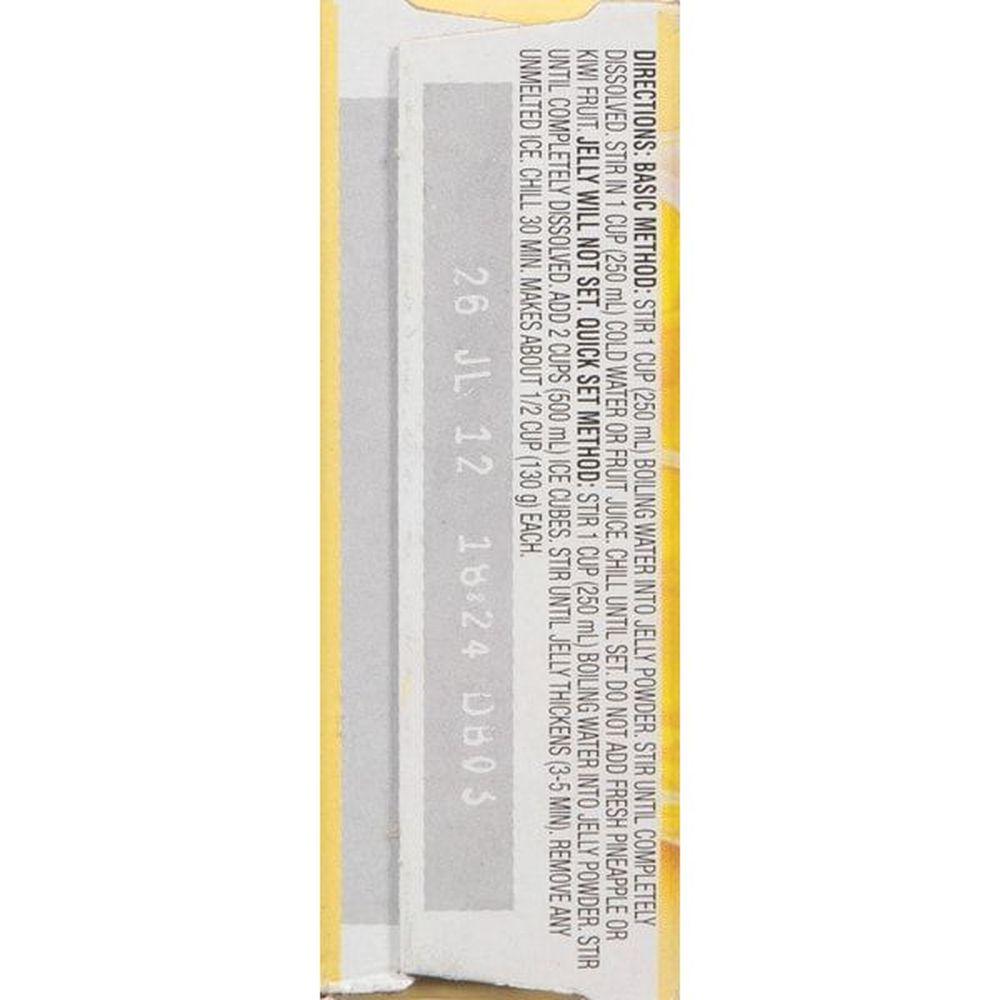 DIRECTIONS: BASIC METHOD: STIR 1 CUP (250 mL) BOILING WATER INTO JELLY POWDER. STIR UNTIL COMPLETELY
DISSOLVED. STIR IN 1 CUP (250 mL) COLD WATER OR FRUIT JUICE. CHILL UNTIL SET. DO NOT ADD FRESH PINEAPPLE OR
KIWI FRUIT. JELLY WILL NOT SET. QUICK SET METHOD: STIR 1 CUP (250 mL) BOILING WATER INTO JELLY POWDER. STIR
UNTIL COMPLETELY DISSOLVED. ADD 2 CUPS (500 mL) ICE CUBES. STIR UNTIL JELLY THICKENS (3-5 MIN). REMOVE ANY
UNMELTED ICE. CHILL 30 MIN. MAKES ABOUT 1/2 CUP (130 g) EACH.
26 JL 12 18:24 DB03